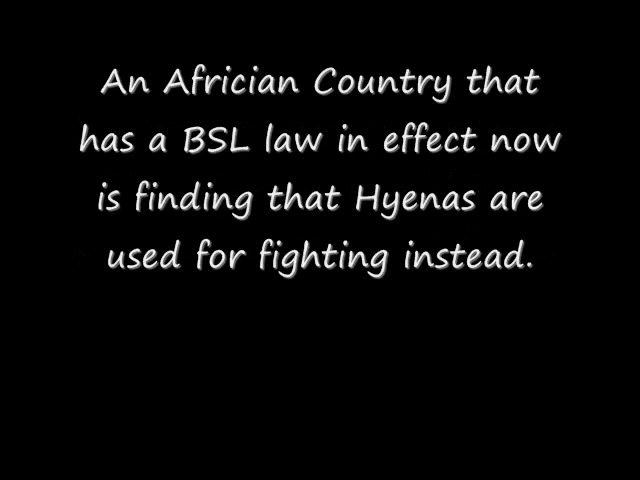 An Africian Country that
has a BSL law in effect now
is finding that Hyenas are
used for fighting instead.